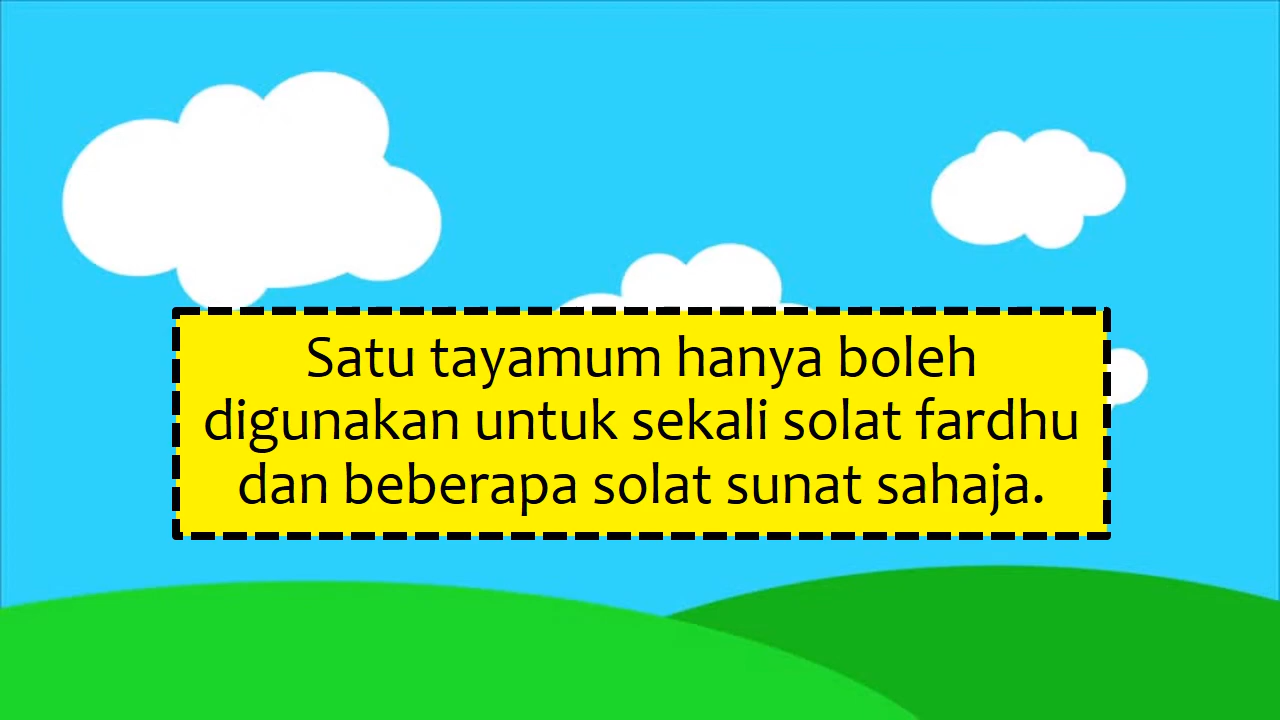 Satu tayamum hanya boleh
digunakan untuk sekali solat fardhu
dan beberapa solat sunat sahaja.